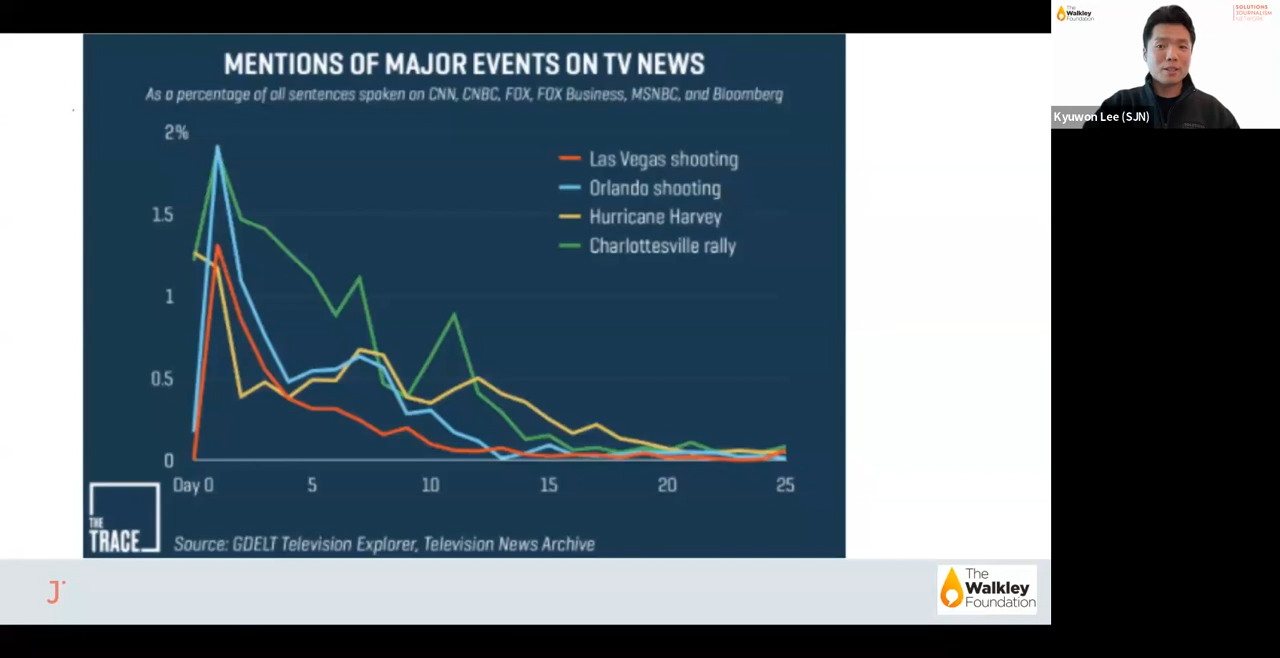 MENTIONS OF MAJOR EVENTS ON TV NEWS
As a percentage of all sentences spoken on CNN, CNBC, FOX, FOX Business, MSNBC, and Bloomberg
2%
1.5
1
0.5
0
Las Vegas shooting
Orlando shooting
Hurricane Harvey
Charlottesville rally
Day 0
5
10
15
20
25
THE
TRACE
Source: GDELT Television Explorer, Television News Archive
J
The
Walkley
Foundation
The
Walkley
Foundation
SOLUTIONS
JOURNALISM
NETWORK
Kyuwon Lee (SJN)